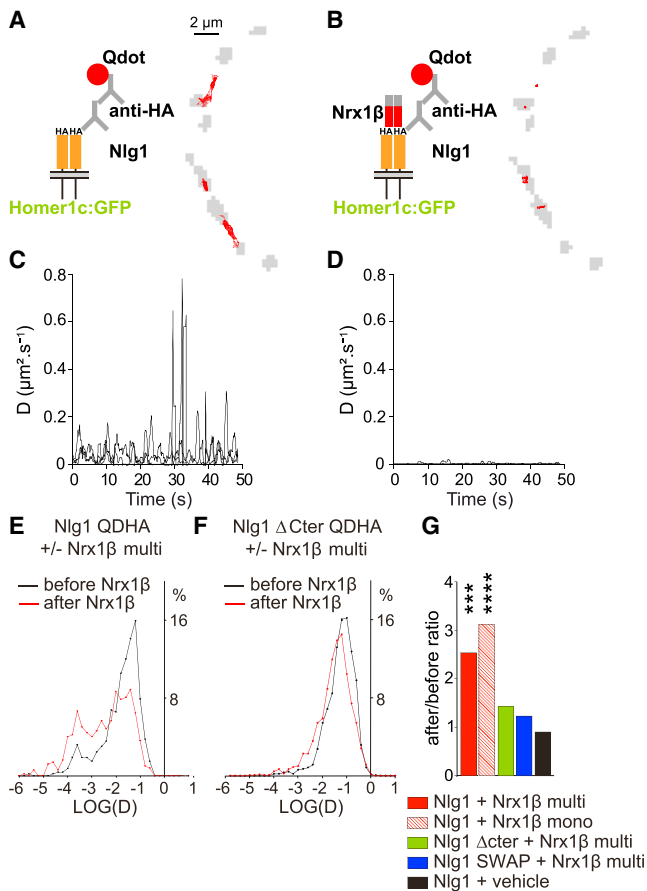 A
2 µm
Qdot
anti-HA
HA HA
Nlg1
Homer1c:GFP
B
Qdot
Nrx1β
anti-HA
HA HA
Nlg1
Homer1c:GFP
C
D (µm².s⁻¹)
0.8
0.6
0.4
0.2
0
0 10 20 30 40 50
Time (s)
D
D (µm².s⁻¹)
0.8
0.6
0.4
0.2
0
0 10 20 30 40 50
Time (s)
E
Nlg1 QDHA
+/- Nrx1β multi
before Nrx1β
after Nrx1β
%
16
8
-6 -5 -4 -3 -2 -1 0 1
LOG(D)
F
Nlg1 ΔCter QDHA
+/- Nrx1β multi
before Nrx1β
after Nrx1β
%
16
8
-6 -5 -4 -3 -2 -1 0 1
LOG(D)
G
after/before ratio
4
3
2
1
0
***
****
Nlg1 + Nrx1β multi
Nlg1 + Nrx1β mono
Nlg1 Δcter + Nrx1β multi
Nlg1 SWAP + Nrx1β multi
Nlg1 + vehicle